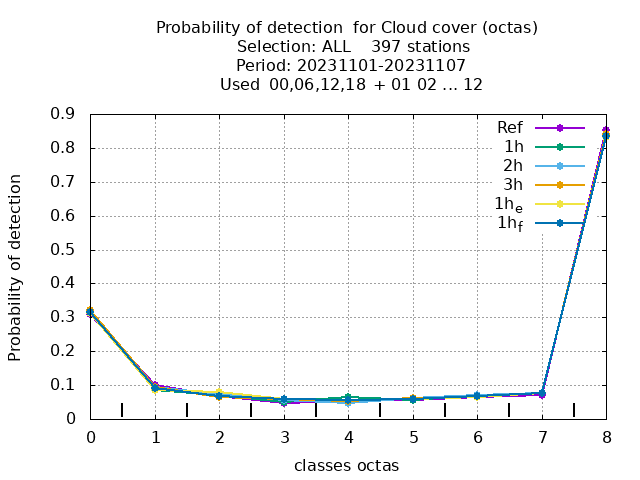 Probability of detection  for Cloud cover (octas)
Selection: ALL    397 stations
Period: 20231101-20231107
Used  00,06,12,18  + 01 02 ... 12
Probability of detection
0.9
0.8
0.7
0.6
0.5
0.4
0.3
0.2
0.1
0
Ref
1h
2h
3h
1h_e
1h_f
0 1 2 3 4 5 6 7 8
classes octas